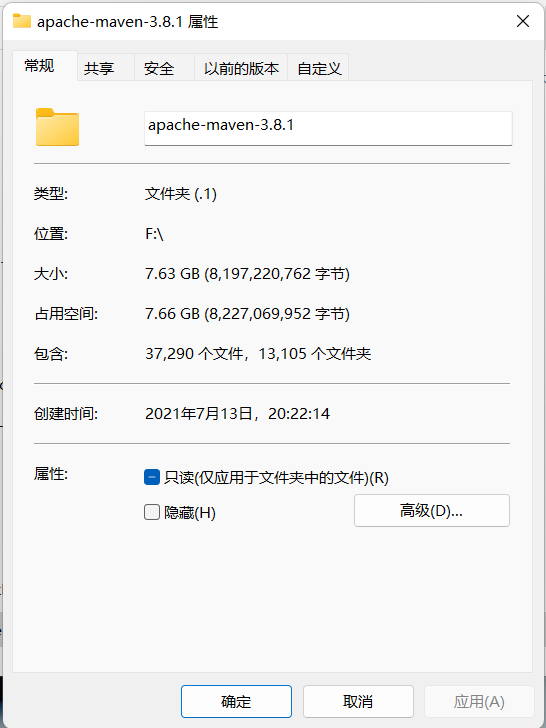 apache-maven-3.8.1 属性
常规 共享 安全 以前的版本 自定义
apache-maven-3.8.1
类型: 文件夹 (.1)
位置: F:\
大小: 7.63 GB (8,197,220,762 字节)
占用空间: 7.66 GB (8,227,069,952 字节)
包含: 37,290 个文件，13,105 个文件夹
创建时间: 2021年7月13日，20:22:14
属性: 只读(仅应用于文件夹中的文件)(R)
隐藏(H) 高级(D)...
确定 取消 应用(A)